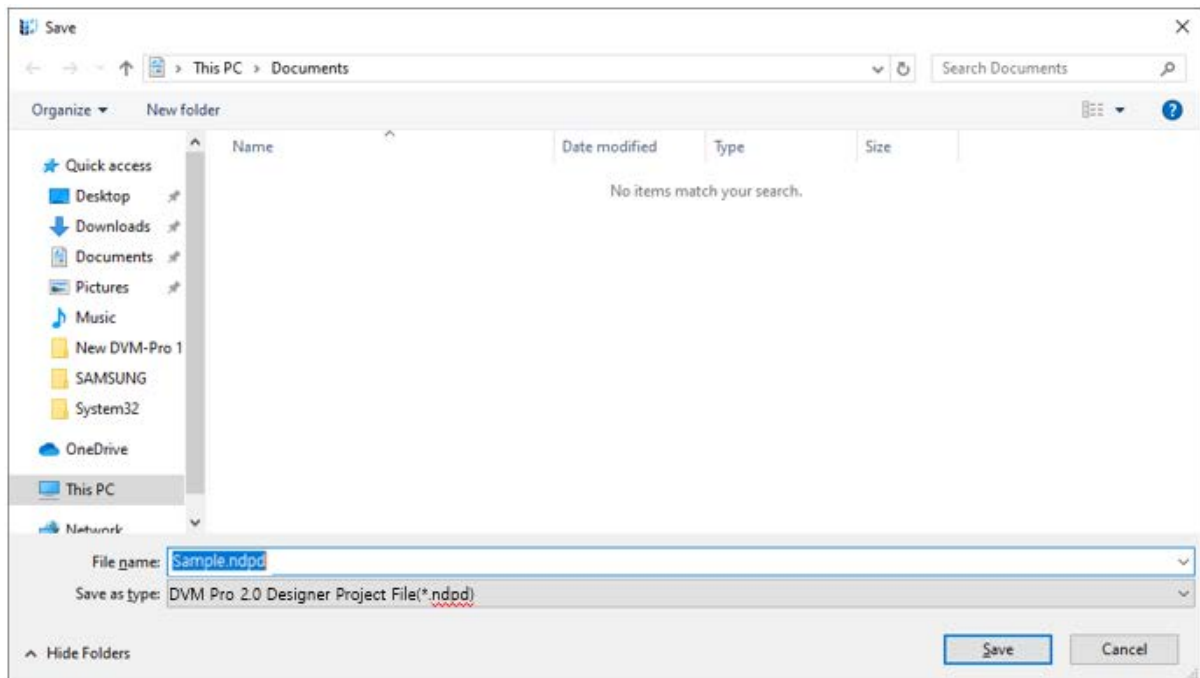 Save
This PC > Documents
Search Documents
Organize
New folder
Name
Date modified
Type
Size
No items match your search.
Quick access
Desktop
Downloads
Documents
Pictures
Music
New DVM-Pro 1
SAMSUNG
System32
OneDrive
This PC
Network
File name: Sample.ndpd
Save as type: DVM Pro 2.0 Designer Project File(*.ndpd)
Hide Folders
Save
Cancel